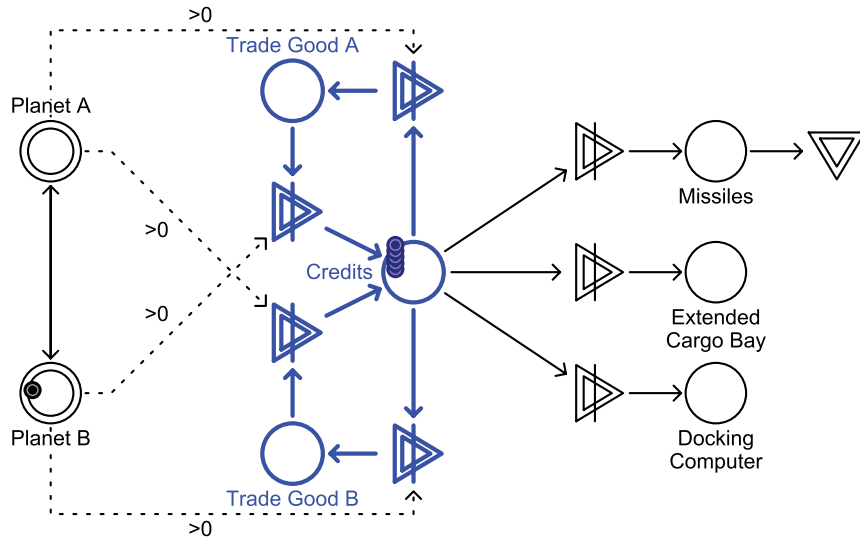 >0
Trade Good A
Planet A
Missiles
>0
Credits
>0
Extended
Cargo Bay
Planet B
Docking
Computer
Trade Good B
>0